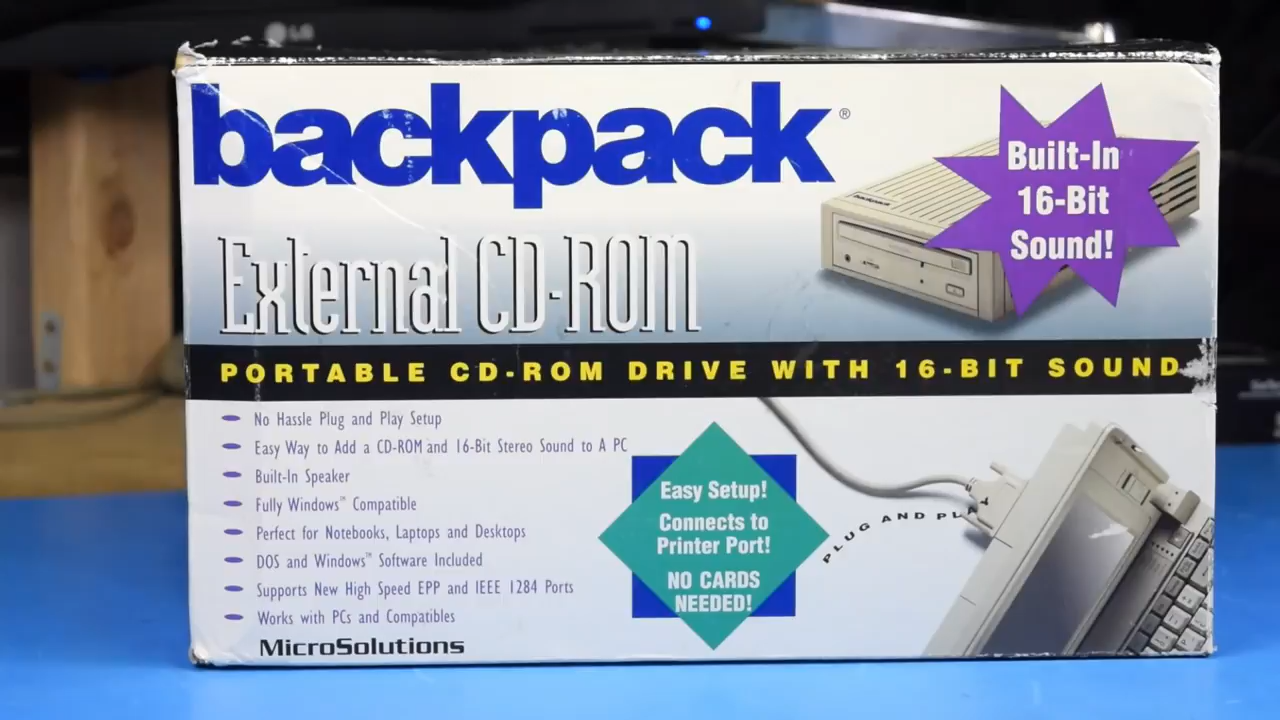 LG
backpack®
Built-In
16-Bit
Sound!
backpack
External CD-ROM
PORTABLE CD-ROM DRIVE WITH 16-BIT SOUND
No Hassle Plug and Play Setup
Easy Way to Add a CD-ROM and 16-Bit Stereo Sound to A PC
Built-In Speaker
Fully Windows™ Compatible
Perfect for Notebooks, Laptops and Desktops
DOS and Windows™ Software Included
Supports New High Speed EPP and IEEE 1284 Ports
Works with PCs and Compatibles
MicroSolutions
Easy Setup!
Connects to
Printer Port!
NO CARDS
NEEDED!
PLUG AND PLAY